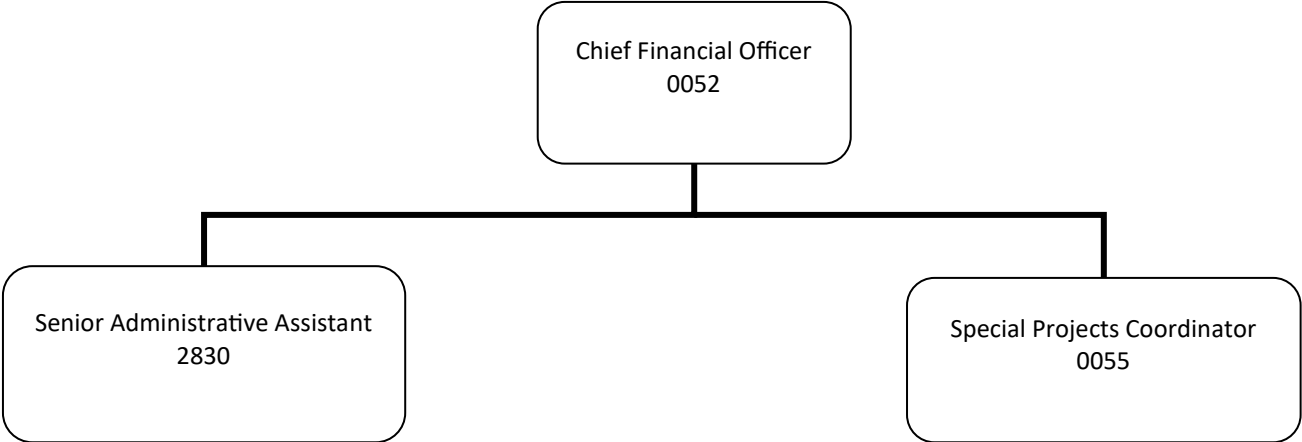 Chief Financial Officer
0052
Senior Administrative Assistant
2830
Special Projects Coordinator
0055